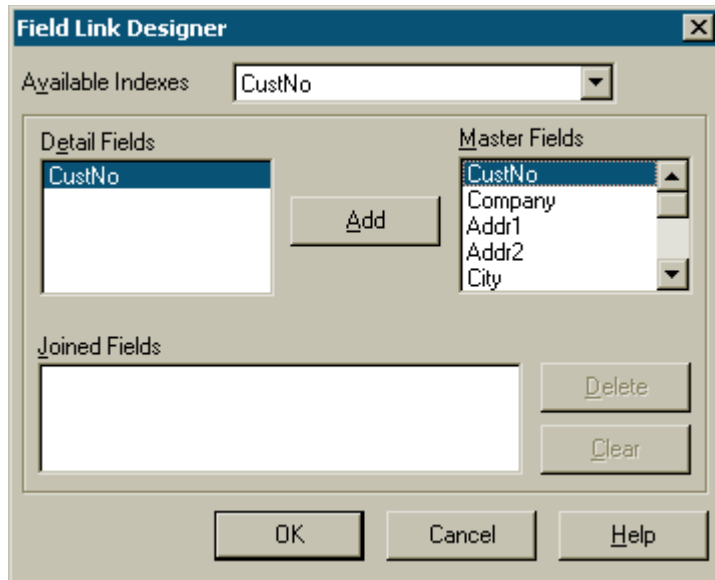 Field Link Designer
Available Indexes CustNo
Detail Fields
Master Fields
CustNo
CustNo
Company
Addr1
Addr2
City
Add
Joined Fields
Delete
Clear
OK Cancel Help